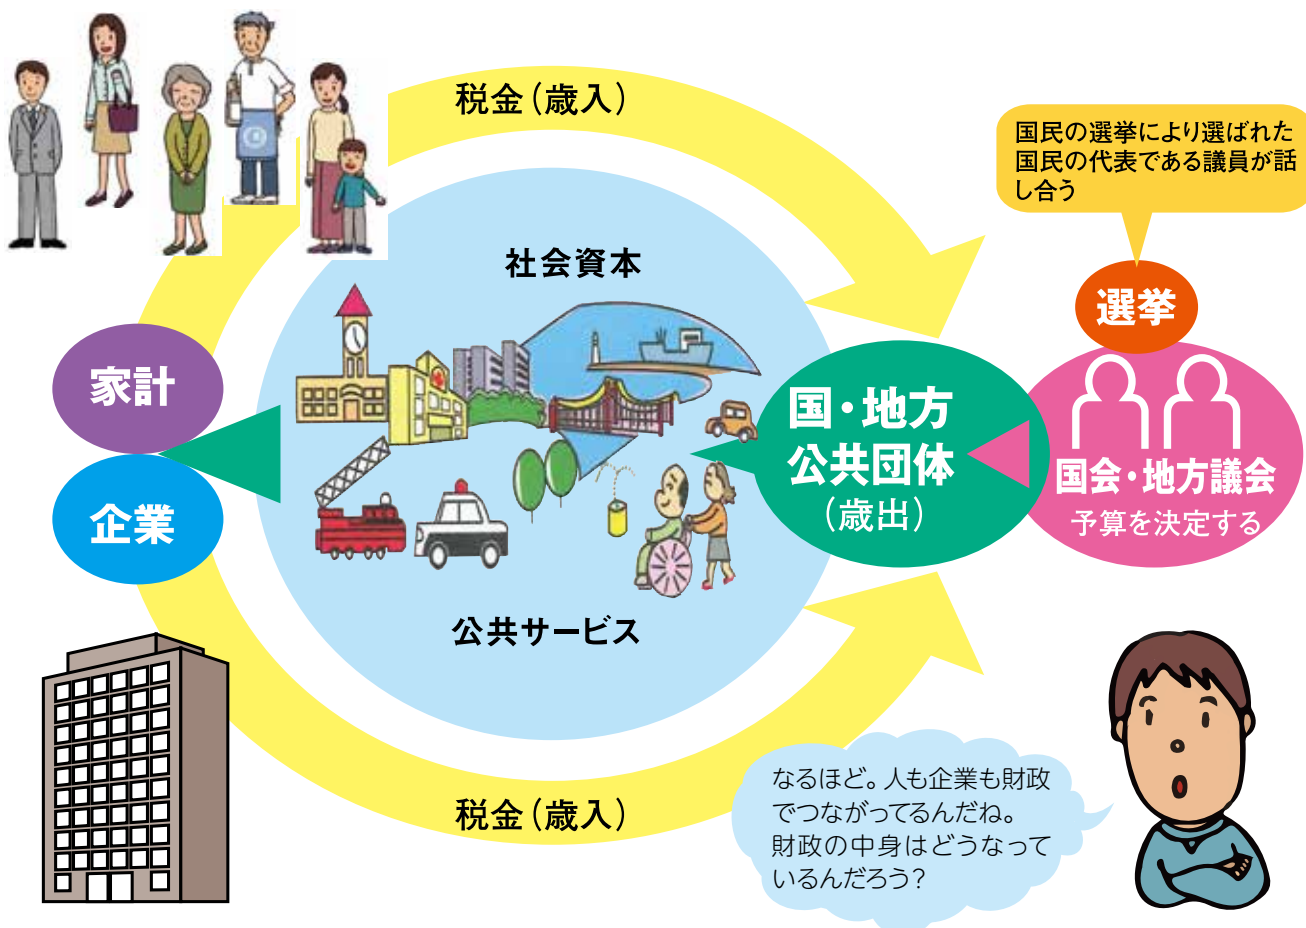 税金（歳入）
国民の選挙により選ばれた
国民の代表である議員が話
し合う
社会資本
選挙
家計
企業
国・地方
公共団体
（歳出）
国会・地方議会
予算を決定する
公共サービス
税金（歳入）
なるほど。人も企業も財政
でつながってるんだね。
財政の中身はどうなって
いるんだろう？